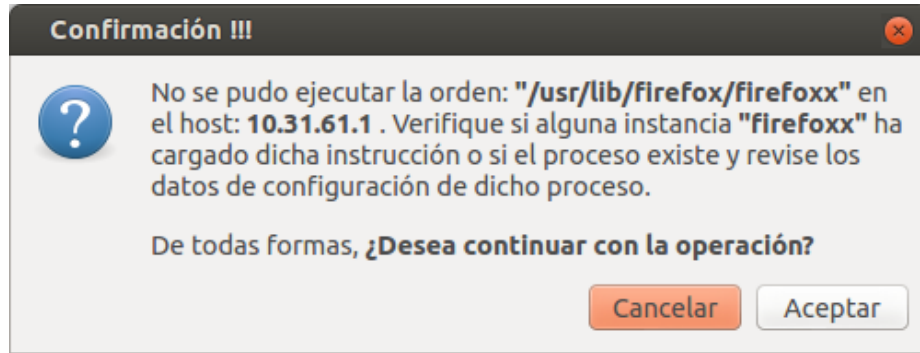 Confirmación !!!
?
No se pudo ejecutar la orden: "/usr/lib/firefox/firefoxx" en
el host: 10.31.61.1 . Verifique si alguna instancia "firefoxx" ha
cargado dicha instrucción o si el proceso existe y revise los
datos de configuración de dicho proceso.
De todas formas, ¿Desea continuar con la operación?
Cancelar Aceptar